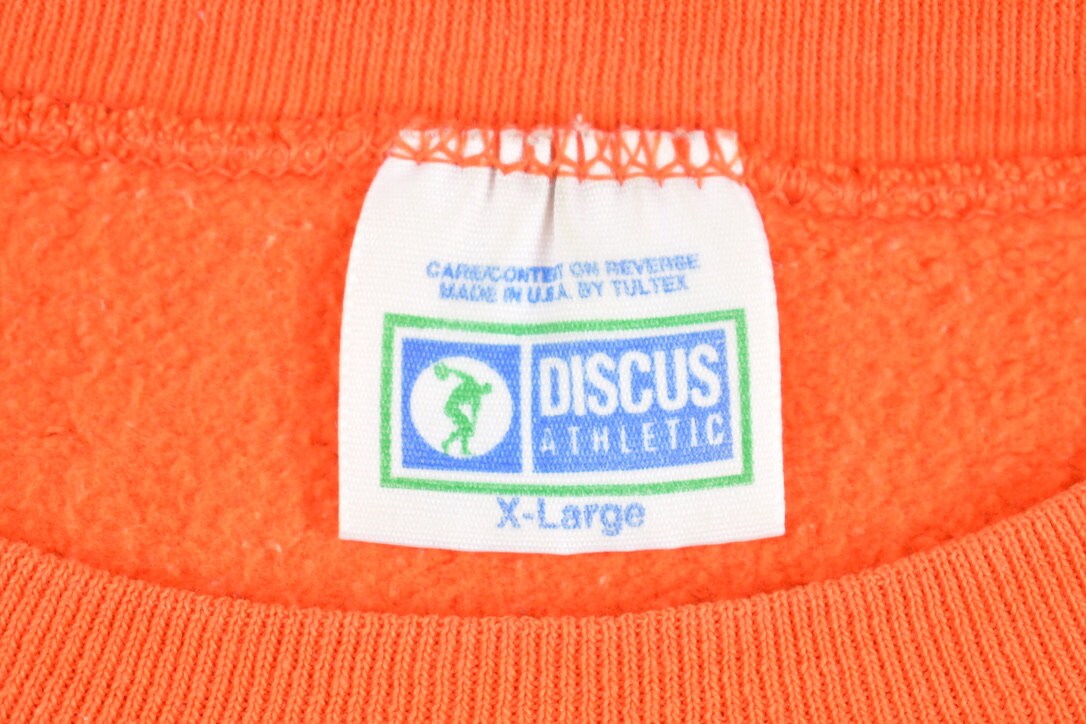 CARE/CONTENT ON REVERSE
MADE IN U.S.A. BY TULTEX
DISCUS
ATHLETIC
X-Large